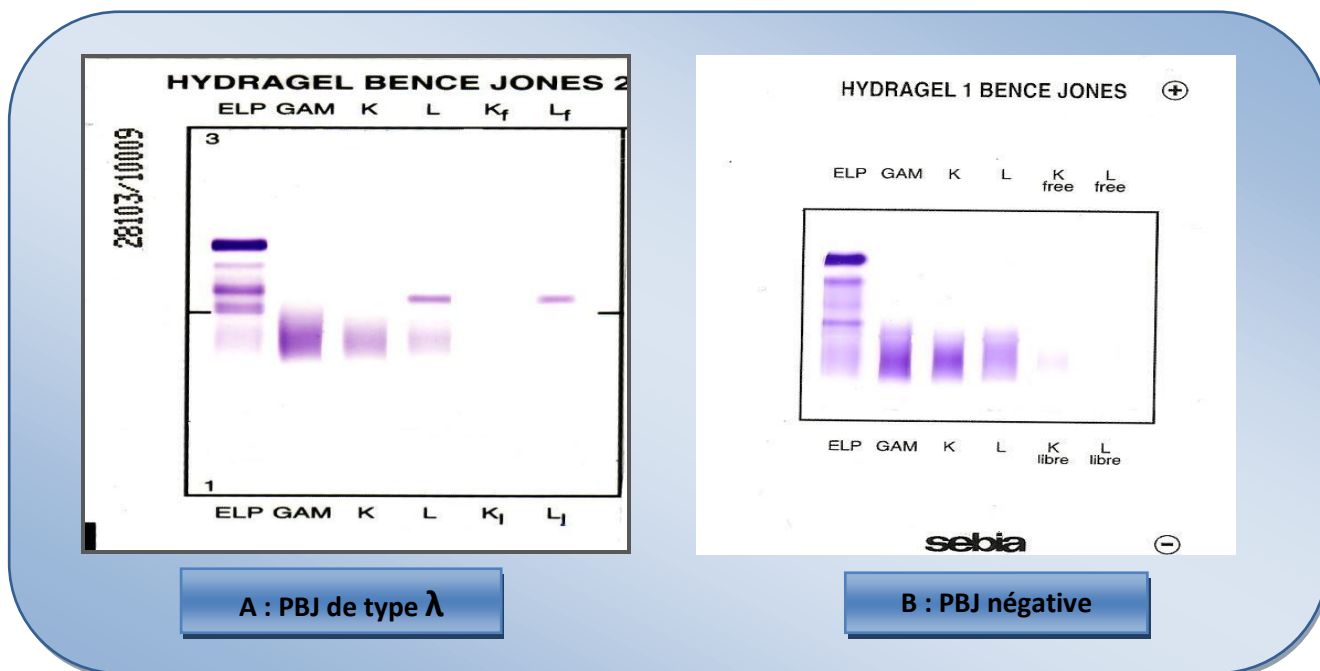 HYDRAGEL BENCE JONES 2
ELP GAM K L Kf Lf
28103/10009
3
1
ELP GAM K L Kl Ll
A : PBJ de type λ
HYDRAGEL 1 BENCE JONES +
ELP GAM K L K free L free
ELP GAM K L K libre L libre
sebia −
B : PBJ négative